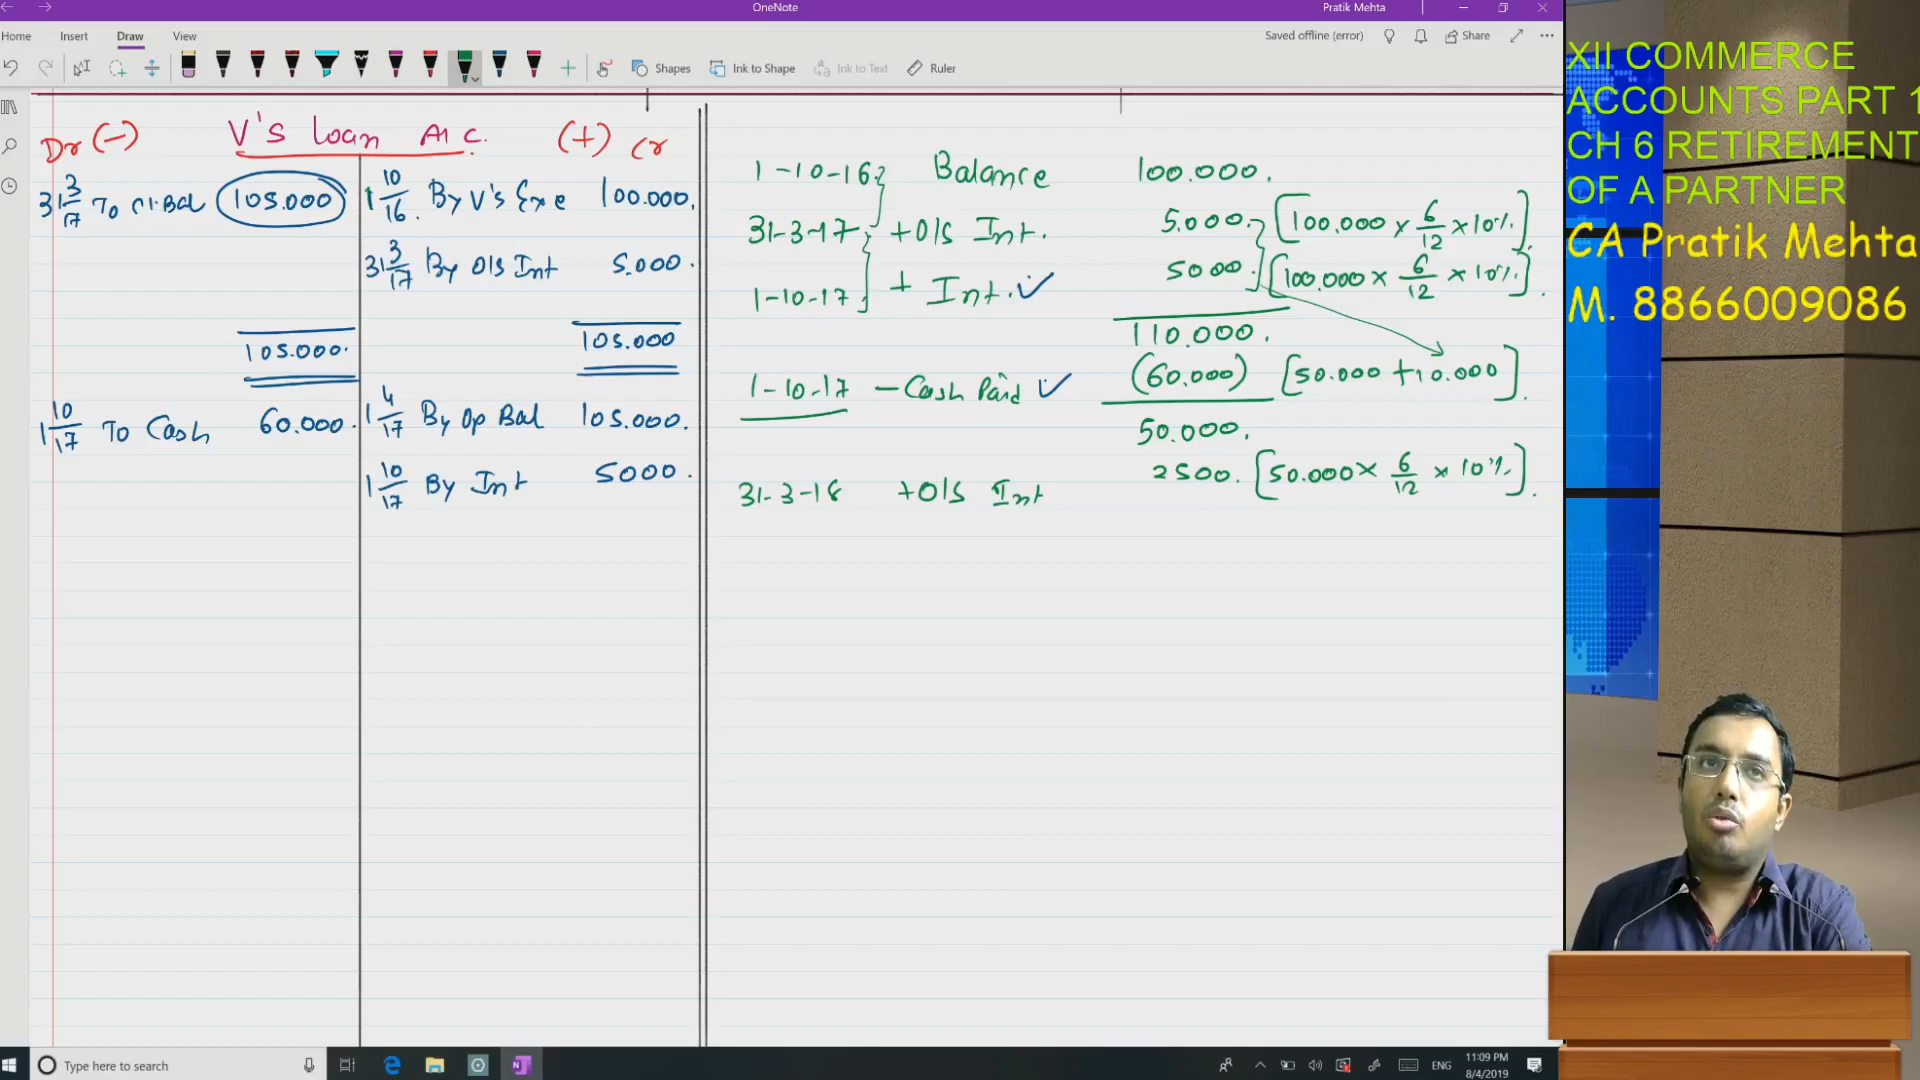 OneNote
Pratik Mehta
Home Insert Draw View
Saved offline (error)
Share
Shapes
Ink to Shape
Ink to Text
Ruler
Dr (-) V's loan A/c. (+) Cr
31 3/17 To Cl. Bal 105.000 1 10/16. By V's Exe 100.000.
31 3/17 By O/S Int 5.000.
105.000. 105.000
1 10/17 To Cash 60.000. 1 4/17 By Op Bal 105.000.
1 10/17 By Int 5000.
1-10-16 Balance 100.000.
31-3-17 +O/S Int. 5.000. [100.000 × 6/12 × 10%].
1-10-17 + Int. ✓ 5000. [100.000 × 6/12 × 10%].
110.000.
1-10-17 - Cash Paid ✓ (60.000) [50.000 + 10.000].
50.000.
31-3-18 +O/S Int 2500. [50.000 × 6/12 × 10%].
XII COMMERCE
ACCOUNTS PART 1
CH 6 RETIREMENT
OF A PARTNER
CA Pratik Mehta
M. 8866009086
Type here to search
ENG
11:09 PM
8/4/2019